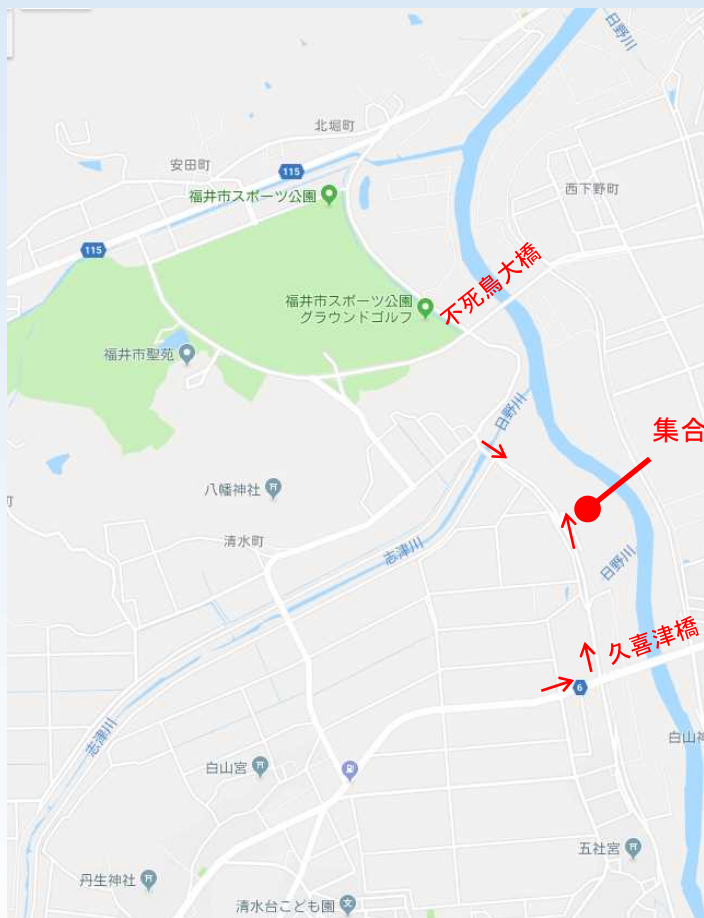 日野川
北堀町
安田町
115
福井市スポーツ公園
西下野町
115
不死鳥大橋
福井市スポーツ公園
グラウンドゴルフ
福井市聖苑
日野川
集合
八幡神社
清水町
志津川
日野川
久喜津橋
6
志津川
白山宮
白山神
五社宮
丹生神社
清水台こども園